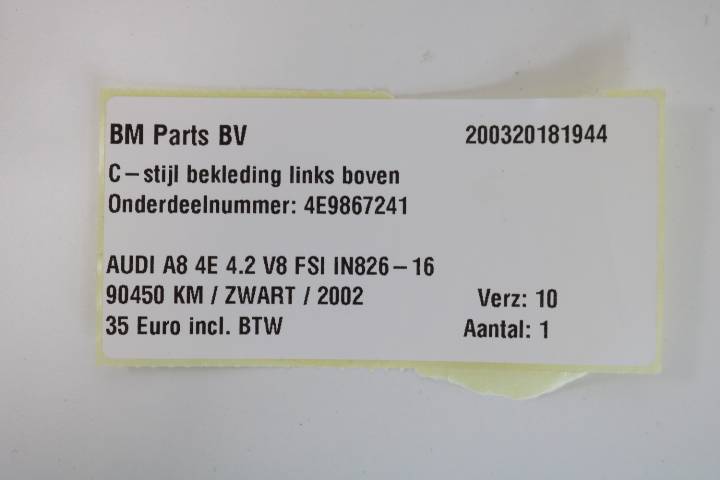 BM Parts BV 200320181944
C-stijl bekleding links boven
Onderdeelnummer: 4E9867241
AUDI A8 4E 4.2 V8 FSI IN826-16
90450 KM / ZWART / 2002 Verz: 10
35 Euro incl. BTW Aantal: 1